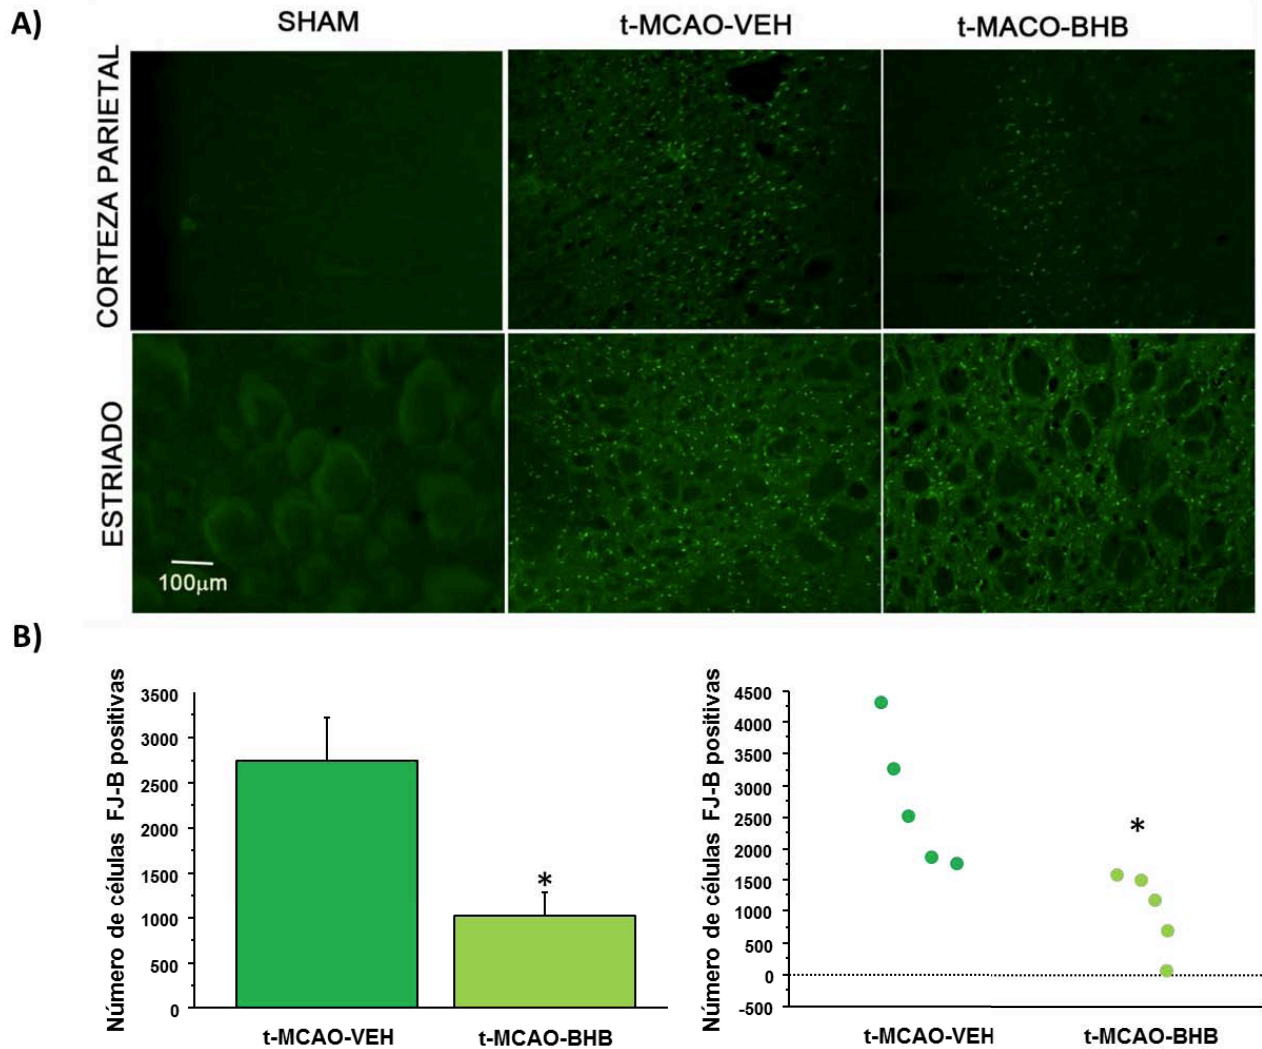 A)
SHAM
t-MCAO-VEH
t-MACO-BHB
CORTEZA PARIETAL
ESTRIADO
100µm
B)
Número de células FJ-B positivas
3500
3000
2500
2000
1500
1000
500
0
*
t-MCAO-VEH
t-MCAO-BHB
Número de células FJ-B positivas
4500
4000
3500
3000
2500
2000
1500
1000
500
0
-500
*
t-MCAO-VEH
t-MCAO-BHB